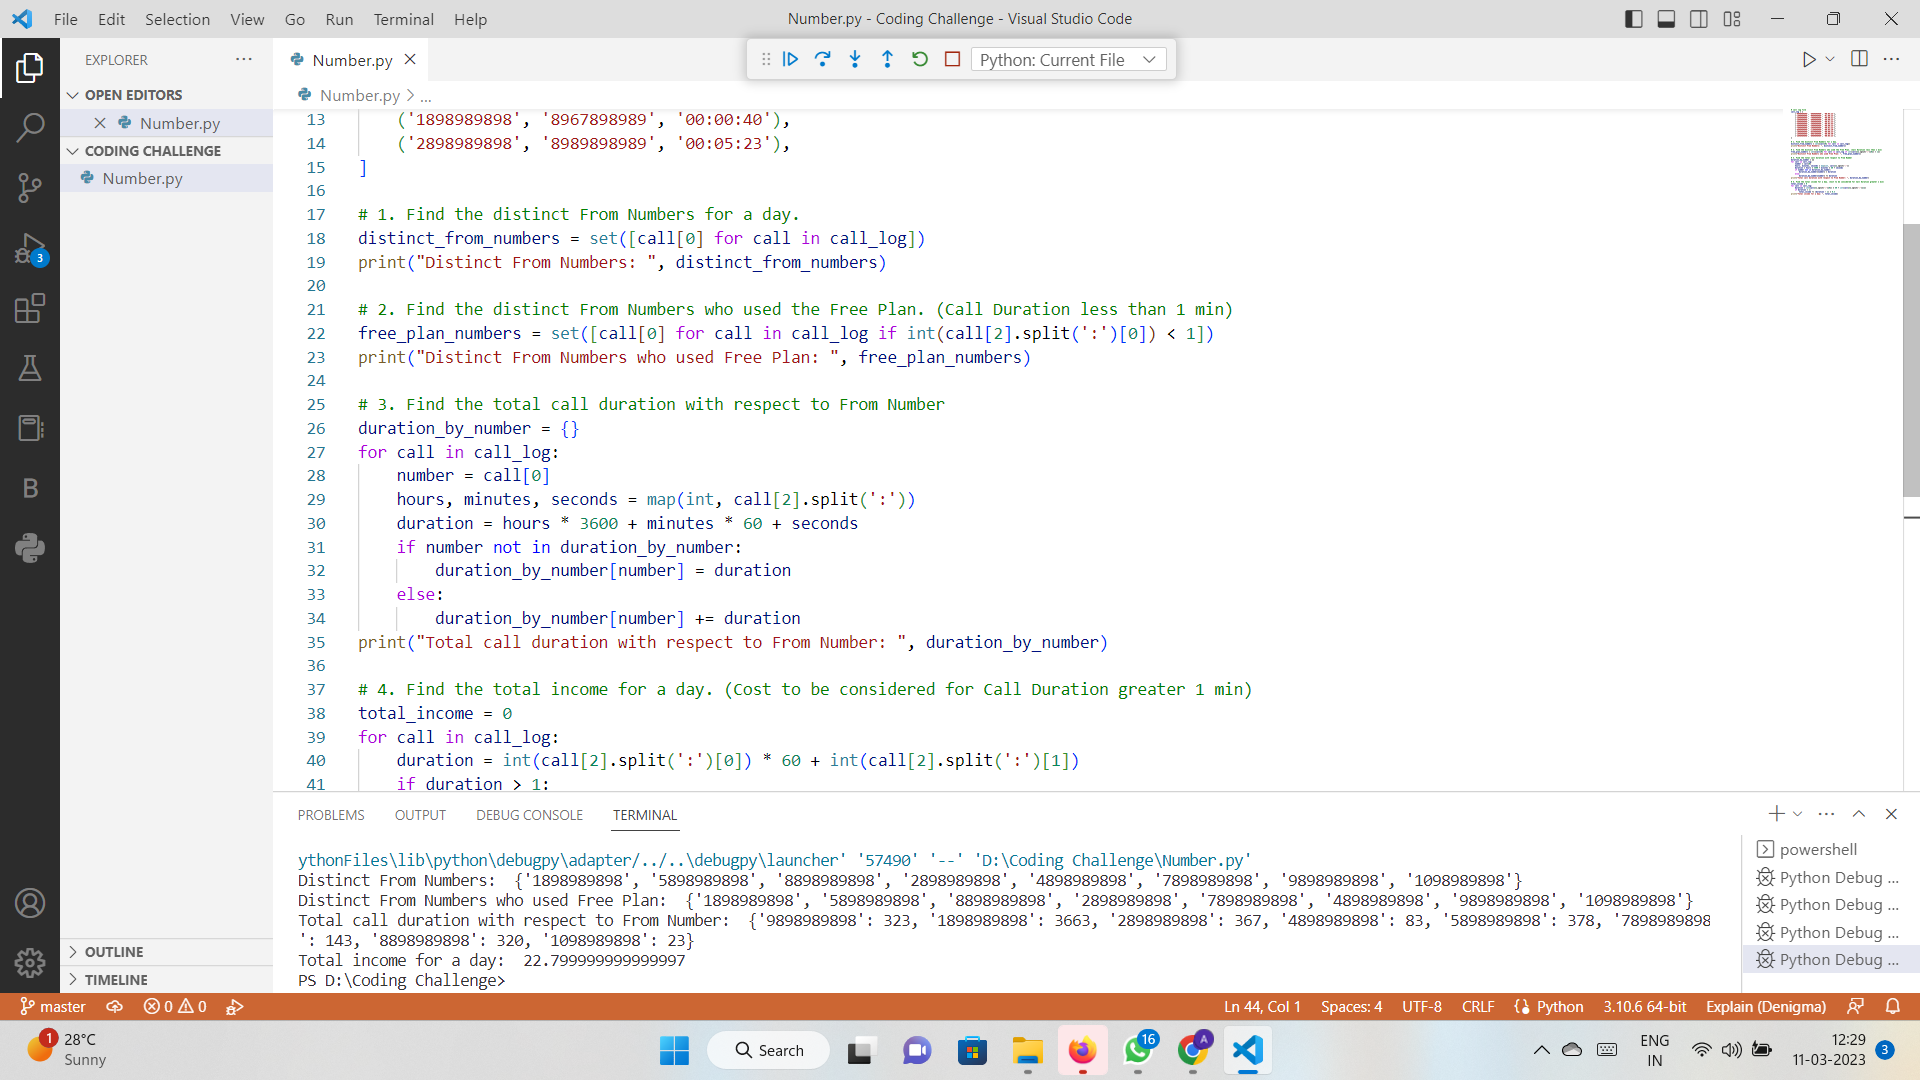 File Edit Selection View Go Run Terminal Help
Number.py - Coding Challenge - Visual Studio Code
EXPLORER
OPEN EDITORS
Number.py
CODING CHALLENGE
Number.py
3
B
OUTLINE
TIMELINE
Number.py
Python: Current File
Number.py > ...
13 ('1898989898', '8967898989', '00:00:40'),
14 ('2898989898', '8989898989', '00:05:23'),
15 ]
16
17 # 1. Find the distinct From Numbers for a day.
18 distinct_from_numbers = set([call[0] for call in call_log])
19 print("Distinct From Numbers: ", distinct_from_numbers)
20
21 # 2. Find the distinct From Numbers who used the Free Plan. (Call Duration less than 1 min)
22 free_plan_numbers = set([call[0] for call in call_log if int(call[2].split(':')[0]) < 1])
23 print("Distinct From Numbers who used Free Plan: ", free_plan_numbers)
24
25 # 3. Find the total call duration with respect to From Number
26 duration_by_number = {}
27 for call in call_log:
28 number = call[0]
29 hours, minutes, seconds = map(int, call[2].split(':'))
30 duration = hours * 3600 + minutes * 60 + seconds
31 if number not in duration_by_number:
32 duration_by_number[number] = duration
33 else:
34 duration_by_number[number] += duration
35 print("Total call duration with respect to From Number: ", duration_by_number)
36
37 # 4. Find the total income for a day. (Cost to be considered for Call Duration greater 1 min)
38 total_income = 0
39 for call in call_log:
40 duration = int(call[2].split(':')[0]) * 60 + int(call[2].split(':')[1])
41 if duration > 1:
PROBLEMS OUTPUT DEBUG CONSOLE TERMINAL
ythonFiles\lib\python\debugpy\adapter/../..\debugpy\launcher' '57490' '--' 'D:\Coding Challenge\Number.py'
Distinct From Numbers:  {'1898989898', '5898989898', '8898989898', '2898989898', '4898989898', '7898989898', '9898989898', '1098989898'}
Distinct From Numbers who used Free Plan:  {'1898989898', '5898989898', '8898989898', '2898989898', '7898989898', '4898989898', '9898989898', '1098989898'}
Total call duration with respect to From Number:  {'9898989898': 323, '1898989898': 3663, '2898989898': 367, '4898989898': 83, '5898989898': 378, '7898989898
': 143, '8898989898': 320, '1098989898': 23}
Total income for a day:  22.799999999999997
PS D:\Coding Challenge>
powershell
Python Debug ...
Python Debug ...
Python Debug ...
Python Debug ...
master 0 0
Ln 44, Col 1 Spaces: 4 UTF-8 CRLF Python 3.10.6 64-bit Explain (Denigma)
1
28°C
Sunny
Search
16
A
ENG
IN
12:29
11-03-2023
3